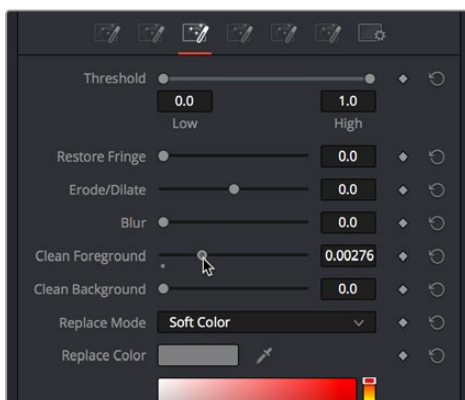 Threshold
0.0 1.0
Low High
Restore Fringe 0.0
Erode/Dilate 0.0
Blur 0.0
Clean Foreground 0.00276
Clean Background 0.0
Replace Mode Soft Color
Replace Color